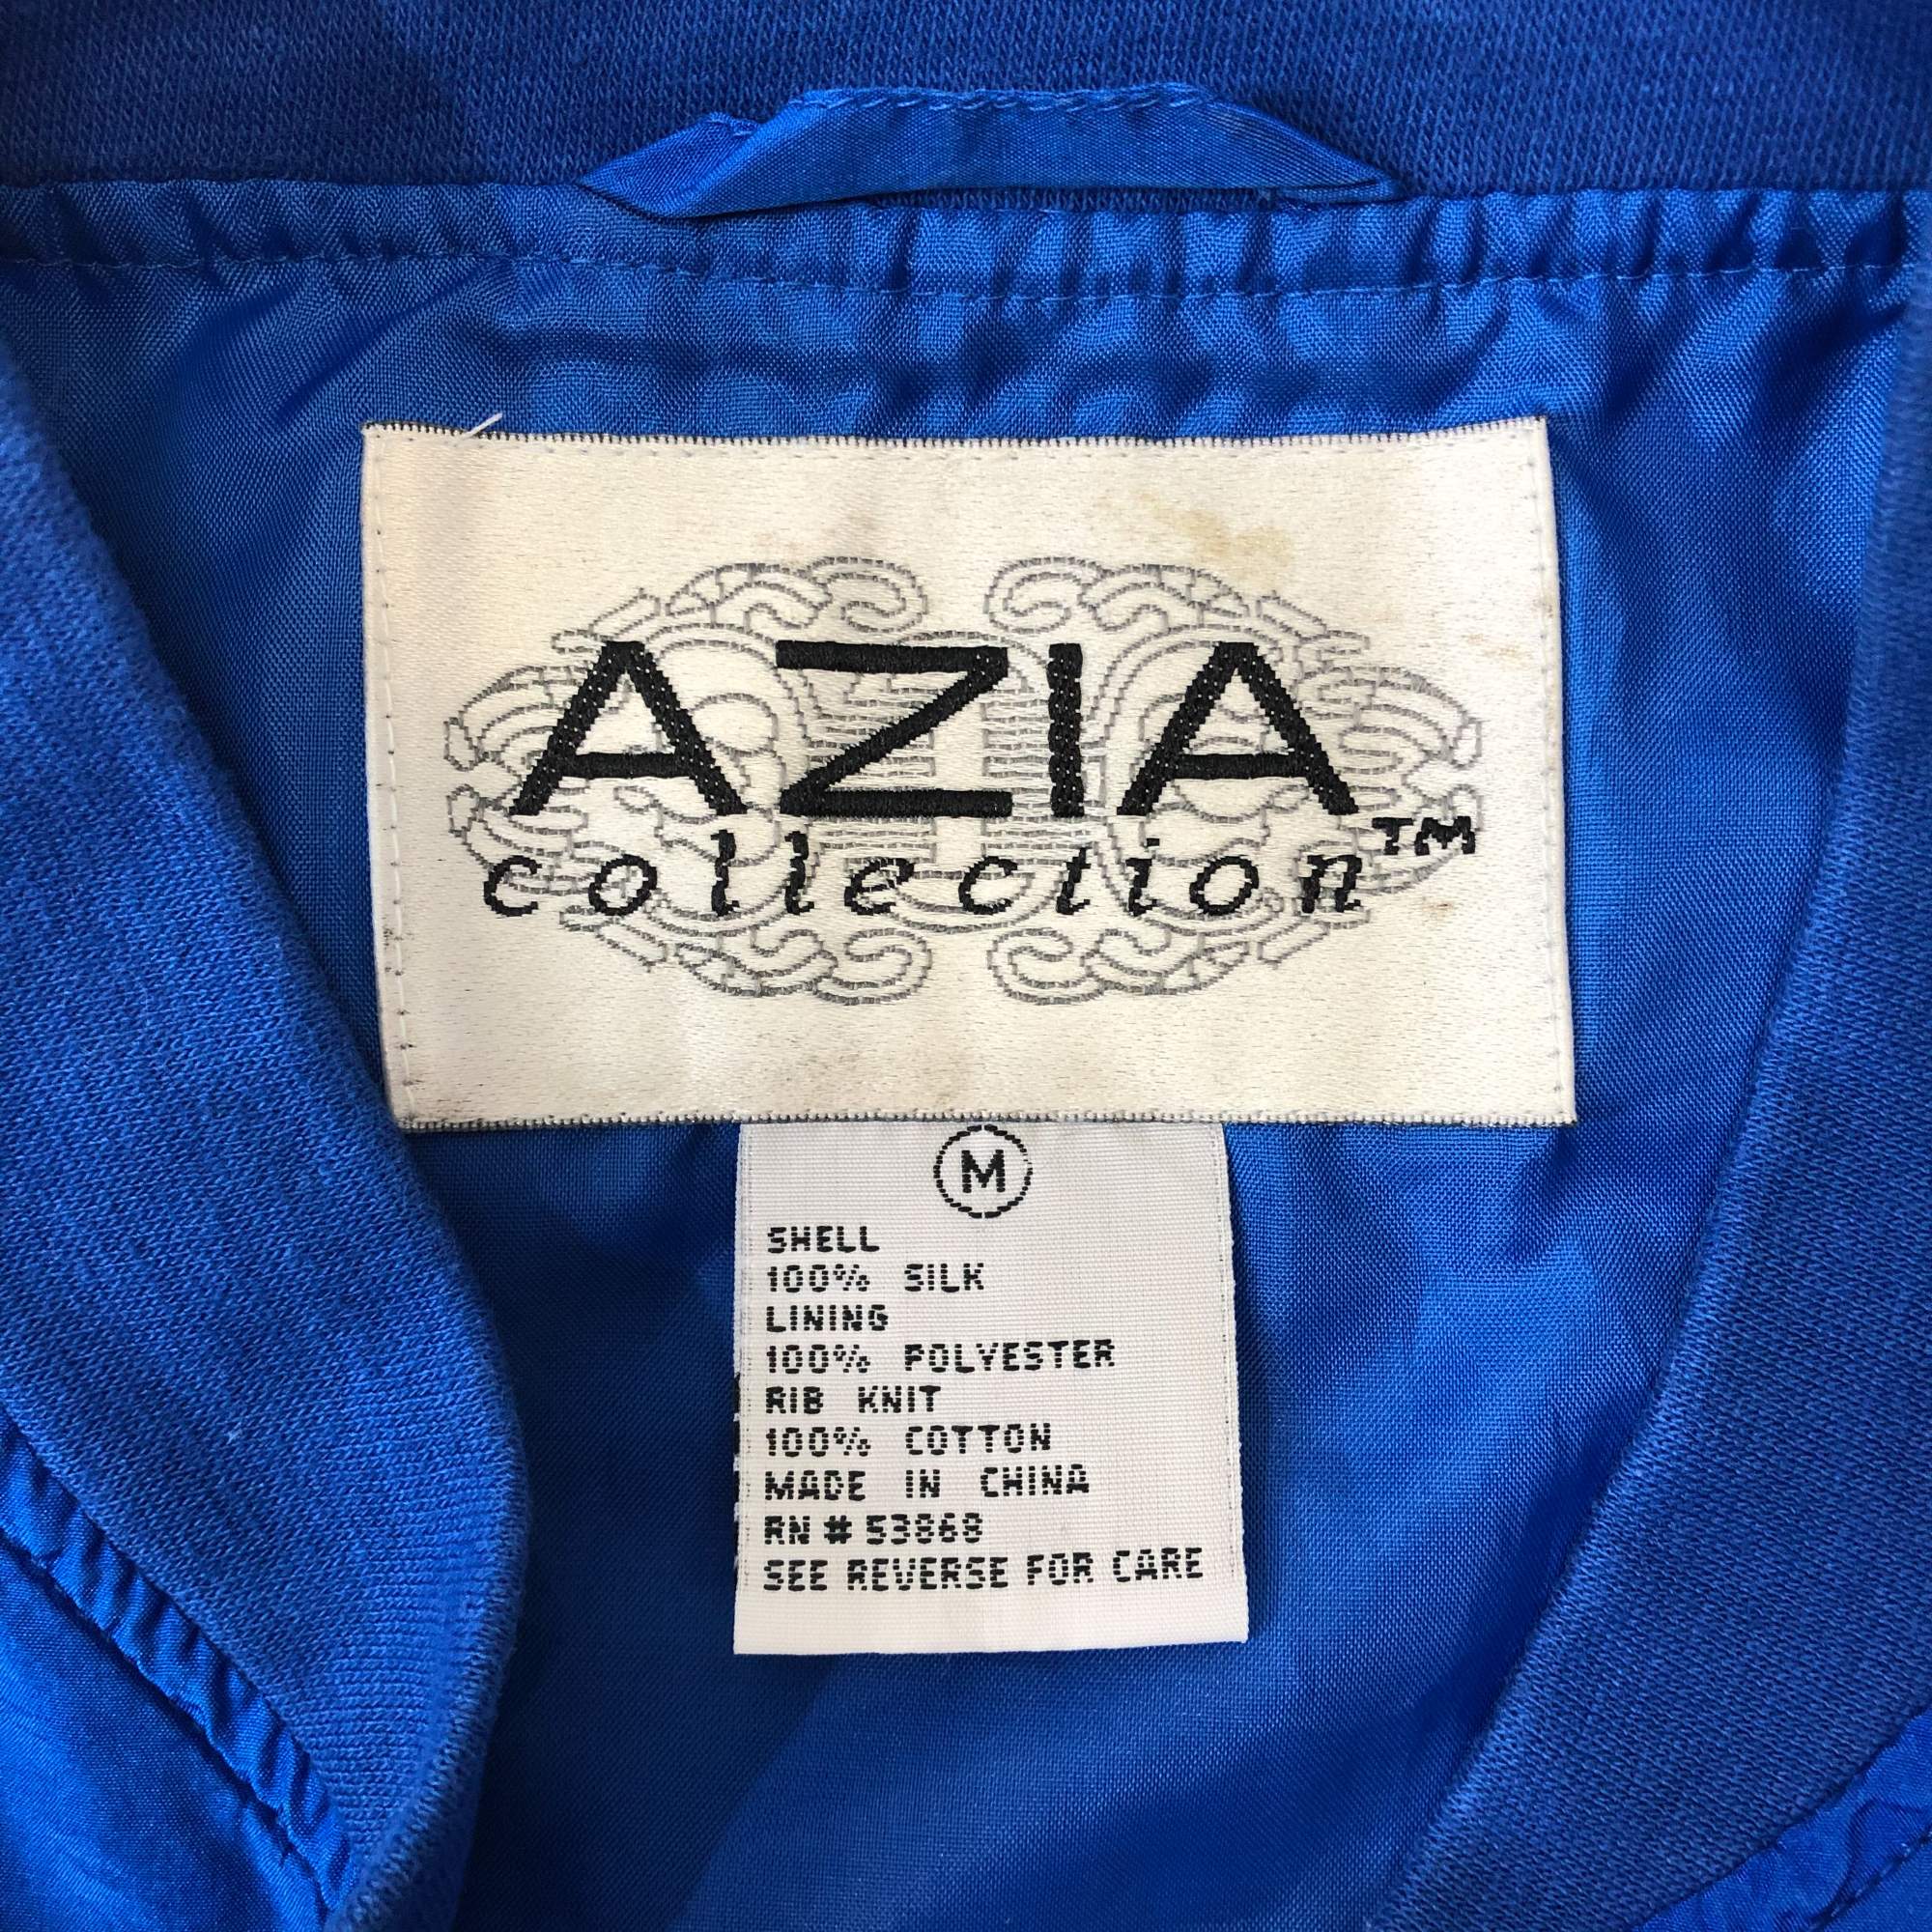 AZIA
collection™
M
SHELL
100% SILK
LINING
100% POLYESTER
RIB KNIT
100% COTTON
MADE IN CHINA
RN # 53868
SEE REVERSE FOR CARE